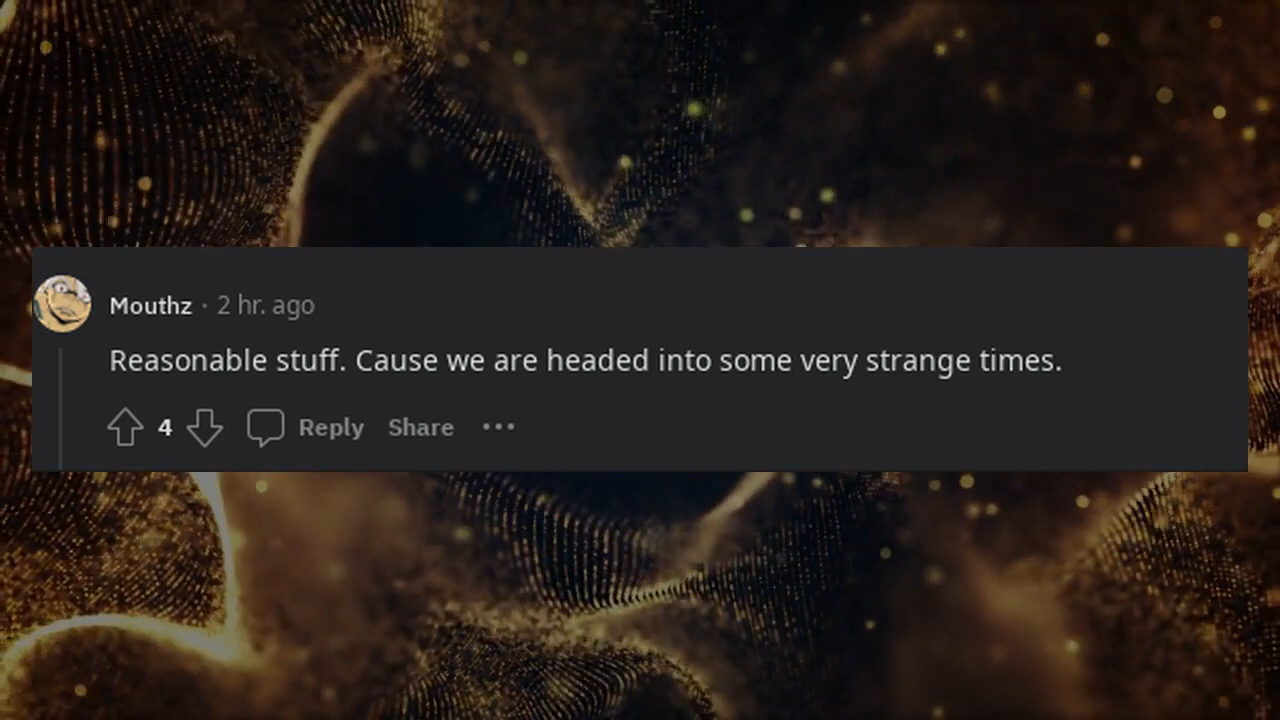 Mouthz · 2 hr. ago
Reasonable stuff. Cause we are headed into some very strange times.
4 Reply Share ···